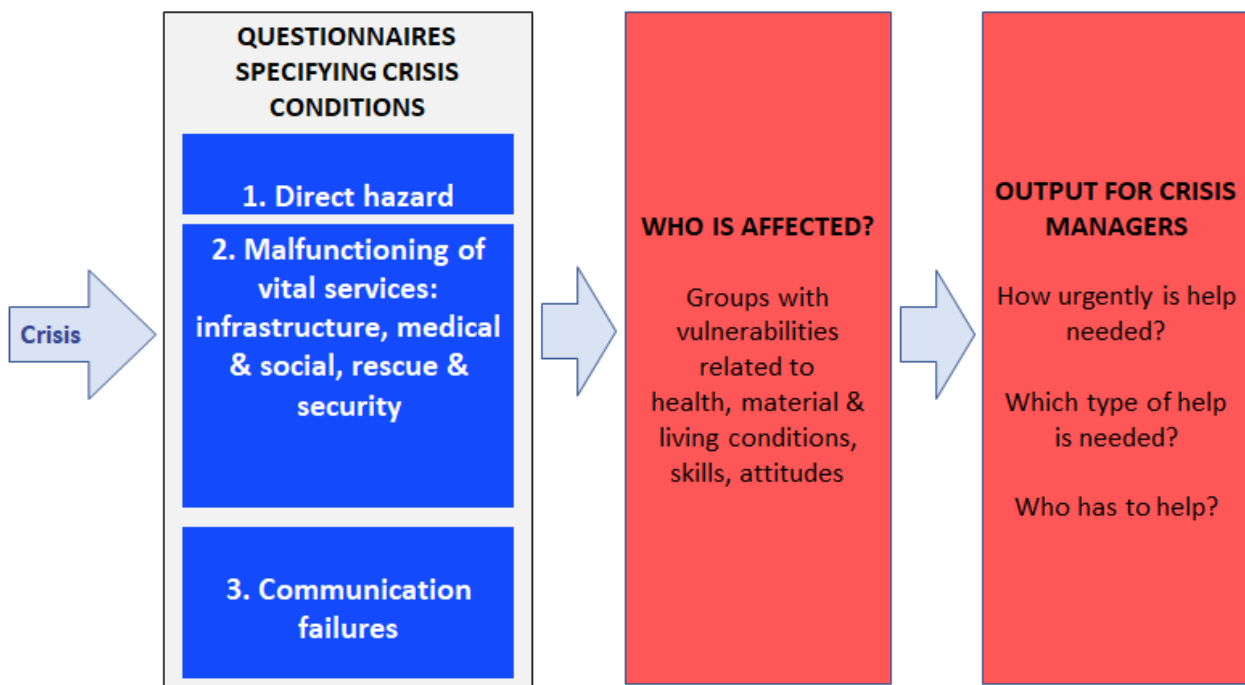 Crisis
QUESTIONNAIRES
SPECIFYING CRISIS
CONDITIONS
1. Direct hazard
2. Malfunctioning of
vital services:
infrastructure, medical
& social, rescue &
security
3. Communication
failures
WHO IS AFFECTED?
Groups with
vulnerabilities
related to
health, material &
living conditions,
skills, attitudes
OUTPUT FOR CRISIS
MANAGERS
How urgently is help
needed?
Which type of help
is needed?
Who has to help?